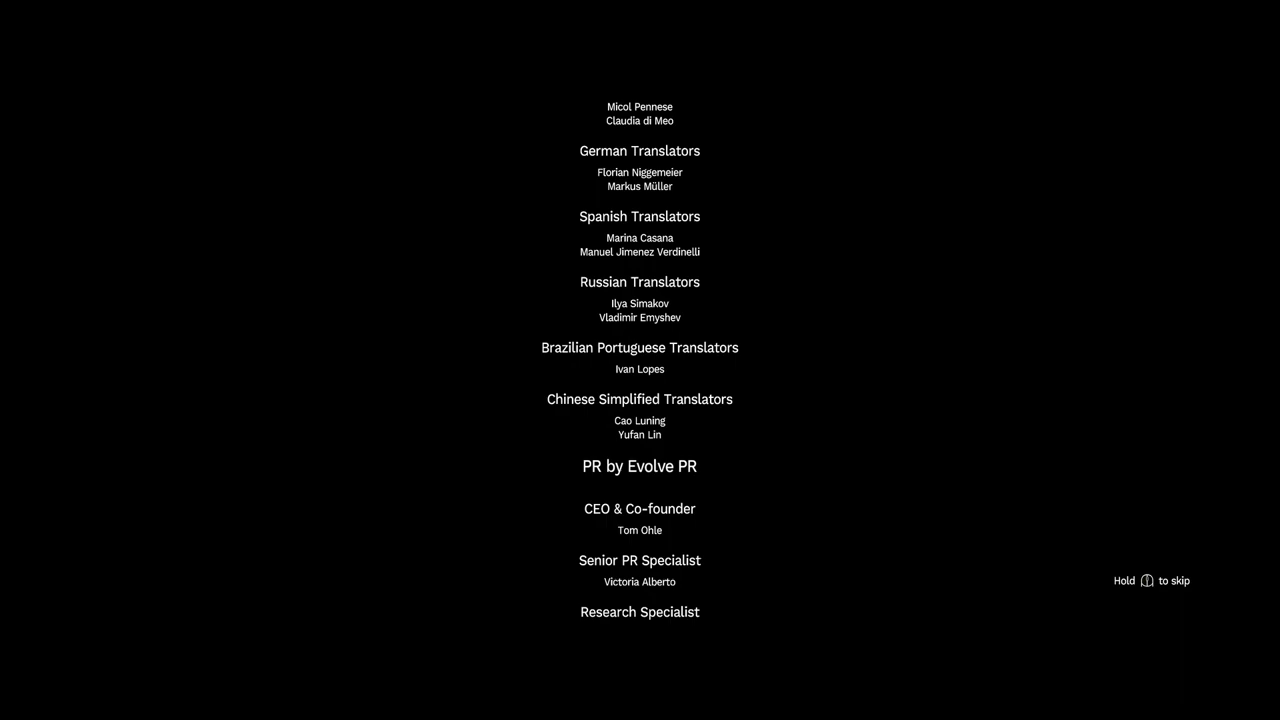 Micol Pennese
Claudia di Meo
German Translators
Florian Niggemeier
Markus Müller
Spanish Translators
Marina Casana
Manuel Jimenez Verdinelli
Russian Translators
Ilya Simakov
Vladimir Emyshev
Brazilian Portuguese Translators
Ivan Lopes
Chinese Simplified Translators
Cao Luning
Yufan Lin
PR by Evolve PR
CEO & Co-founder
Tom Ohle
Senior PR Specialist
Victoria Alberto
Hold to skip
Research Specialist